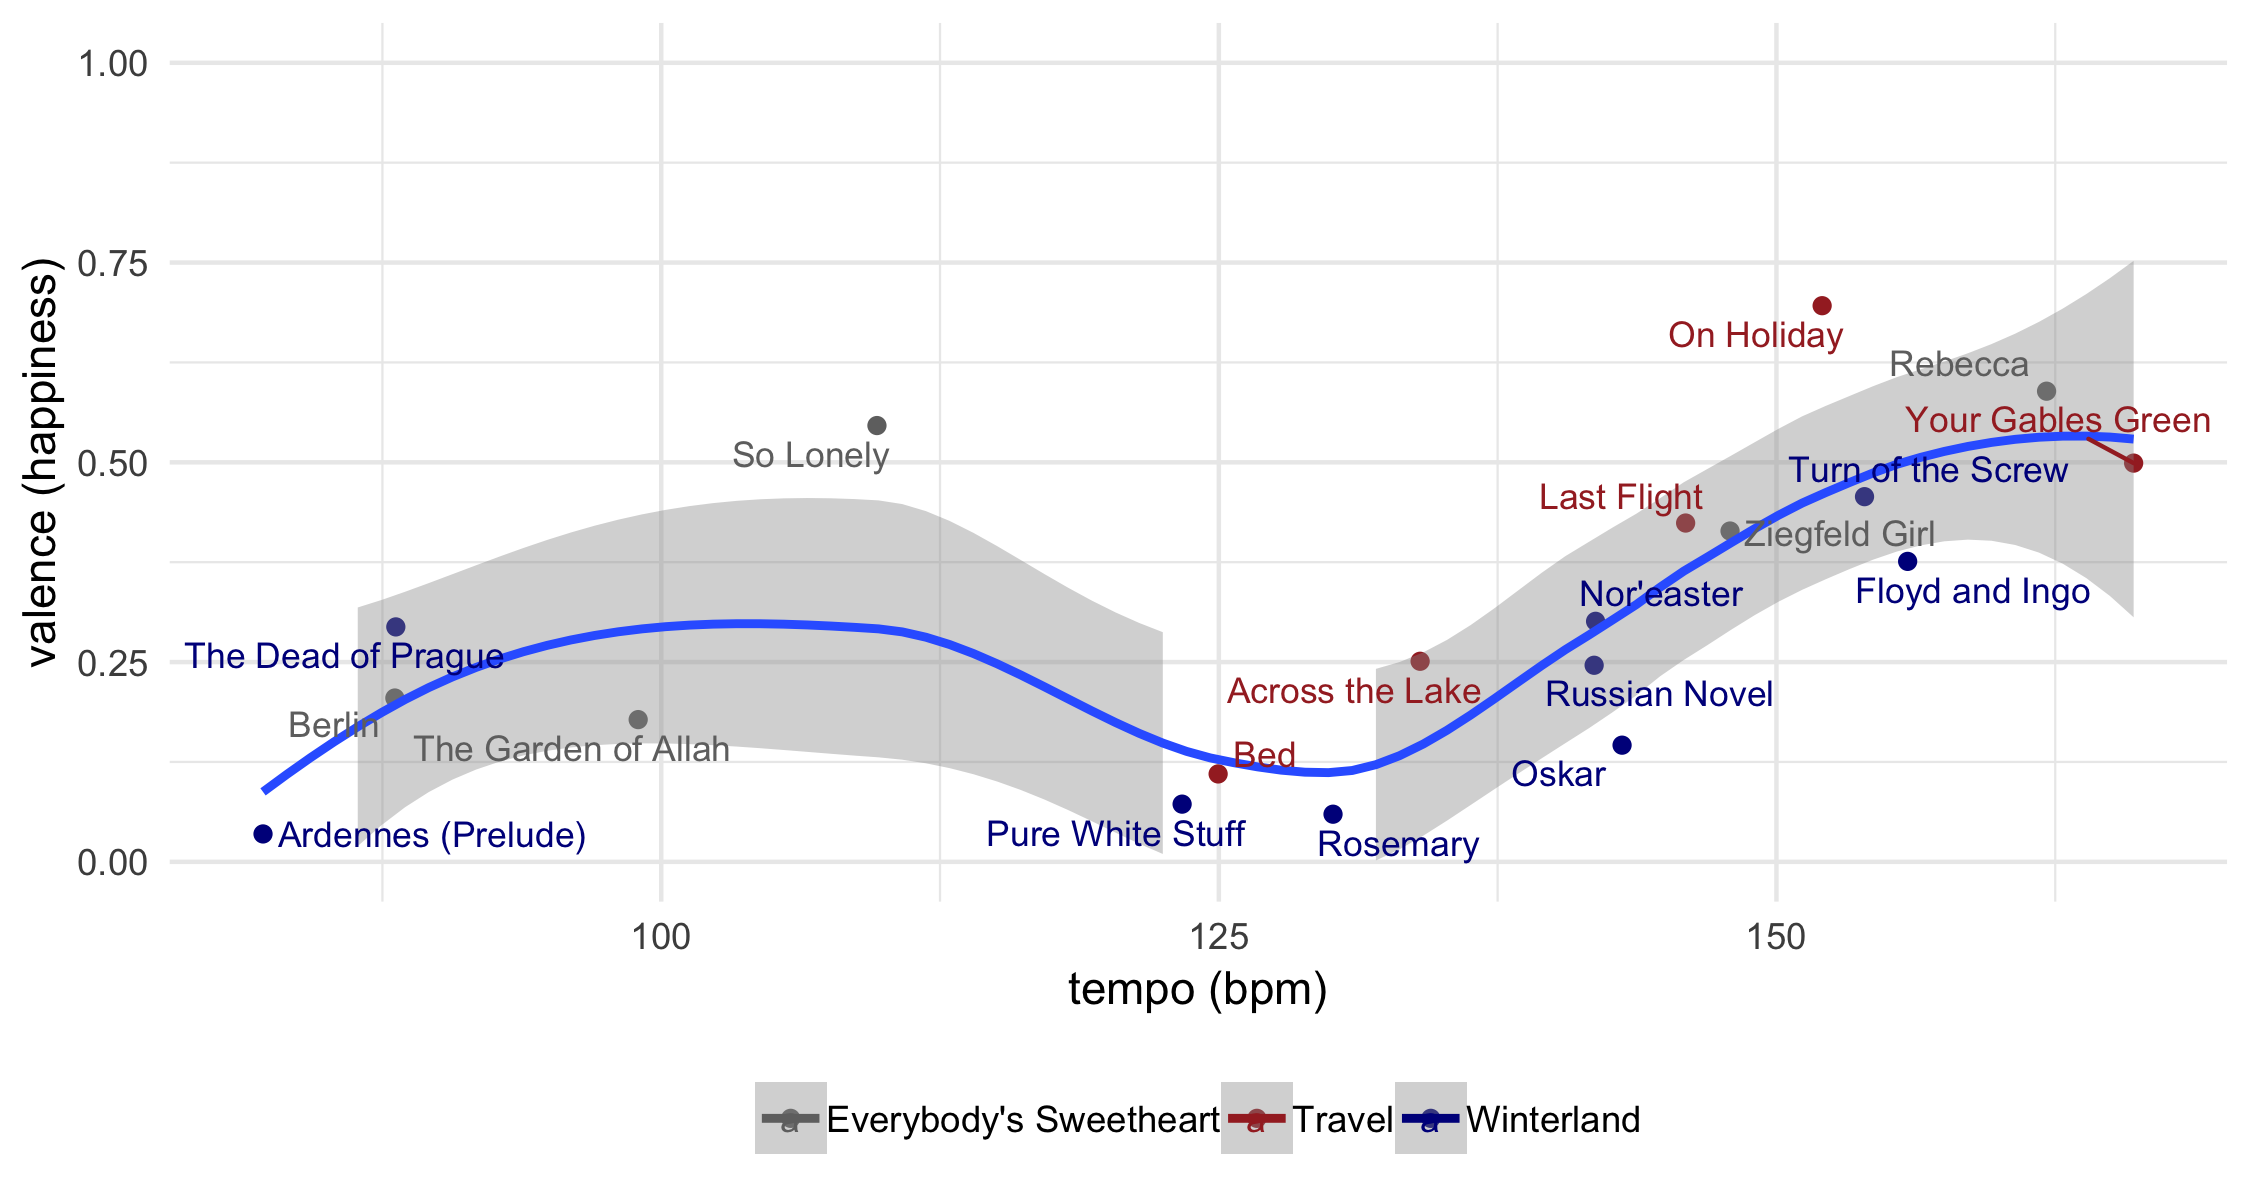 1.00
0.75
0.50
0.25
0.00
valence (happiness)
On Holiday
Rebecca
Your Gables Green
So Lonely
Turn of the Screw
Last Flight
Ziegfeld Girl
Nor'easter
Floyd and Ingo
The Dead of Prague
Across the Lake
Russian Novel
Berlin
The Garden of Allah
Bed
Oskar
Ardennes (Prelude)
Pure White Stuff
Rosemary
100 125 150
tempo (bpm)
a Everybody's Sweetheart a Travel a Winterland